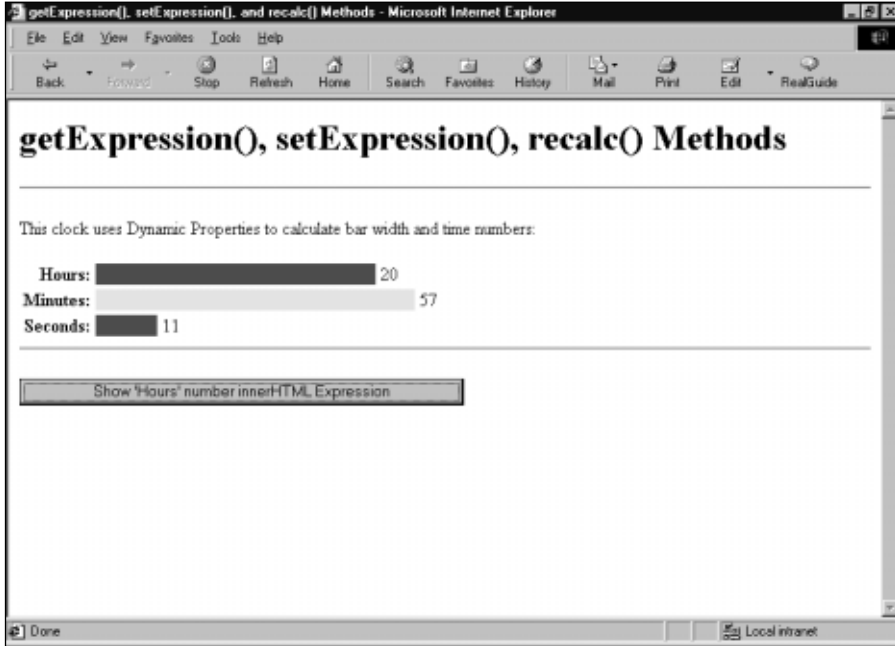 getExpression(), setExpression(), and recalc() Methods - Microsoft Internet Explorer
File Edit View Favorites Tools Help
Back Forward Stop Refresh Home Search Favorites History Mail Print Edit RealGuide
getExpression(), setExpression(), recalc() Methods
This clock uses Dynamic Properties to calculate bar width and time numbers:
Hours: 20
Minutes: 57
Seconds: 11
Show 'Hours' number innerHTML Expression
Done Local intranet